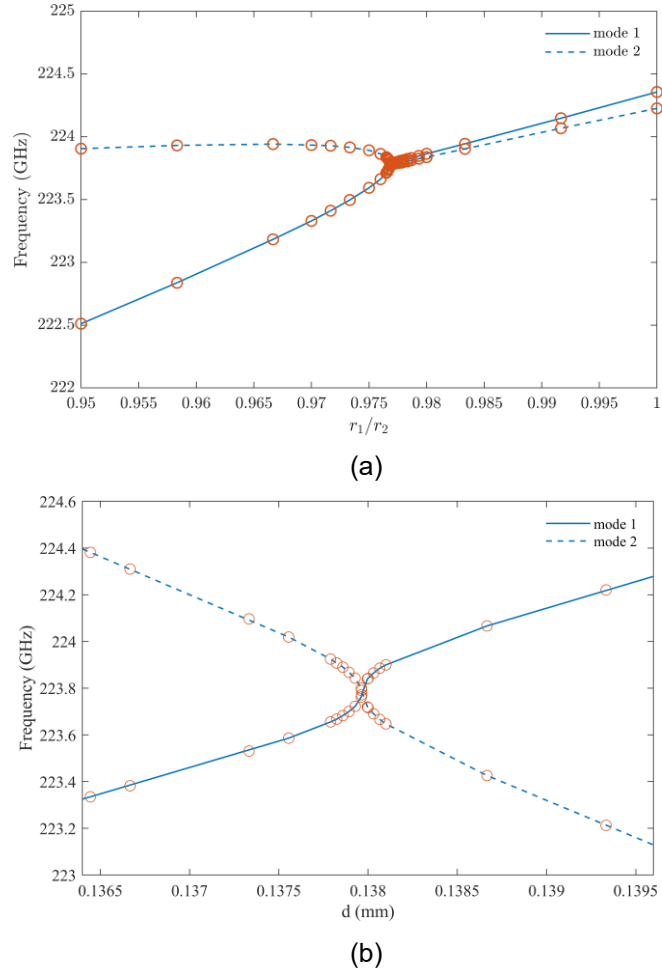 225
224.5
224
223.5
223
222.5
222
Frequency (GHz)
mode 1
mode 2
0.95 0.955 0.96 0.965 0.97 0.975 0.98 0.985 0.99 0.995 1
r₁/r₂
(a)
224.6
224.4
224.2
224
223.8
223.6
223.4
223.2
223
Frequency (GHz)
mode 1
mode 2
0.1365 0.137 0.1375 0.138 0.1385 0.139 0.1395
d (mm)
(b)